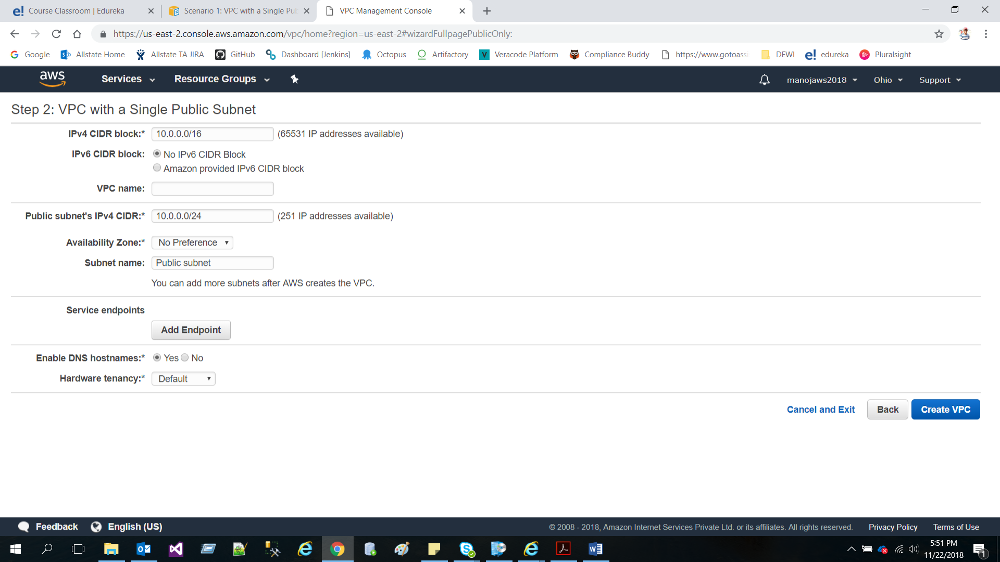 Course Classroom | Edureka
Scenario 1: VPC with a Single Pub
VPC Management Console
https://us-east-2.console.aws.amazon.com/vpc/home?region=us-east-2#wizardFullpagePublicOnly:
Google Allstate Home Allstate TA JIRA GitHub Dashboard [Jenkins] Octopus Artifactory Veracode Platform Compliance Buddy https://www.gotoassi DEWI edureka Pluralsight
aws Services Resource Groups manojaws2018 Ohio Support
Step 2: VPC with a Single Public Subnet
IPv4 CIDR block:* 10.0.0.0/16 (65531 IP addresses available)
IPv6 CIDR block: No IPv6 CIDR Block
Amazon provided IPv6 CIDR block
VPC name:
Public subnet's IPv4 CIDR:* 10.0.0.0/24 (251 IP addresses available)
Availability Zone:* No Preference
Subnet name: Public subnet
You can add more subnets after AWS creates the VPC.
Service endpoints
Add Endpoint
Enable DNS hostnames:* Yes No
Hardware tenancy:* Default
Cancel and Exit Back Create VPC
Feedback English (US) © 2008 - 2018, Amazon Internet Services Private Ltd. or its affiliates. All rights reserved. Privacy Policy Terms of Use
5:51 PM
11/22/2018
1